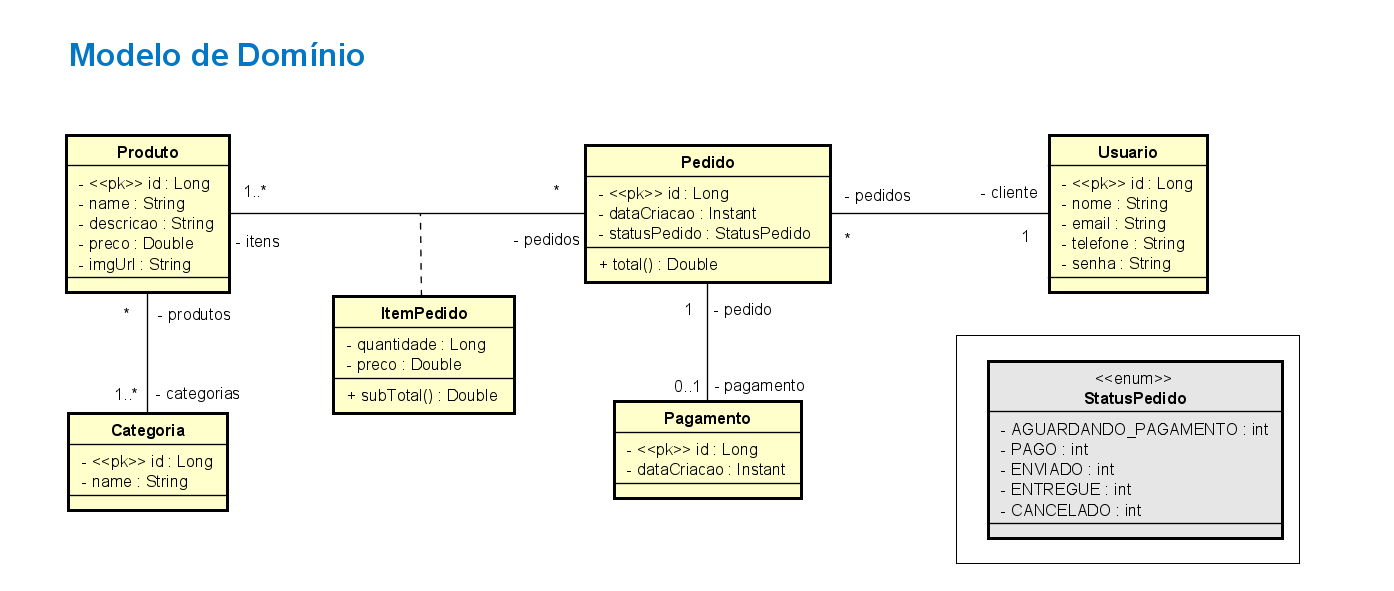 Modelo de Domínio
Produto
- <<pk>> id : Long
- name : String
- descricao : String
- preco : Double
- imgUrl : String
1..*
*
- itens
- pedidos
Pedido
- <<pk>> id : Long
- dataCriacao : Instant
- statusPedido : StatusPedido
+ total() : Double
- pedidos
- cliente
*
1
Usuario
- <<pk>> id : Long
- nome : String
- email : String
- telefone : String
- senha : String
* - produtos
1..* - categorias
ItemPedido
- quantidade : Long
- preco : Double
+ subTotal() : Double
1 - pedido
0..1 - pagamento
Categoria
- <<pk>> id : Long
- name : String
Pagamento
- <<pk>> id : Long
- dataCriacao : Instant
<<enum>>
StatusPedido
- AGUARDANDO_PAGAMENTO : int
- PAGO : int
- ENVIADO : int
- ENTREGUE : int
- CANCELADO : int